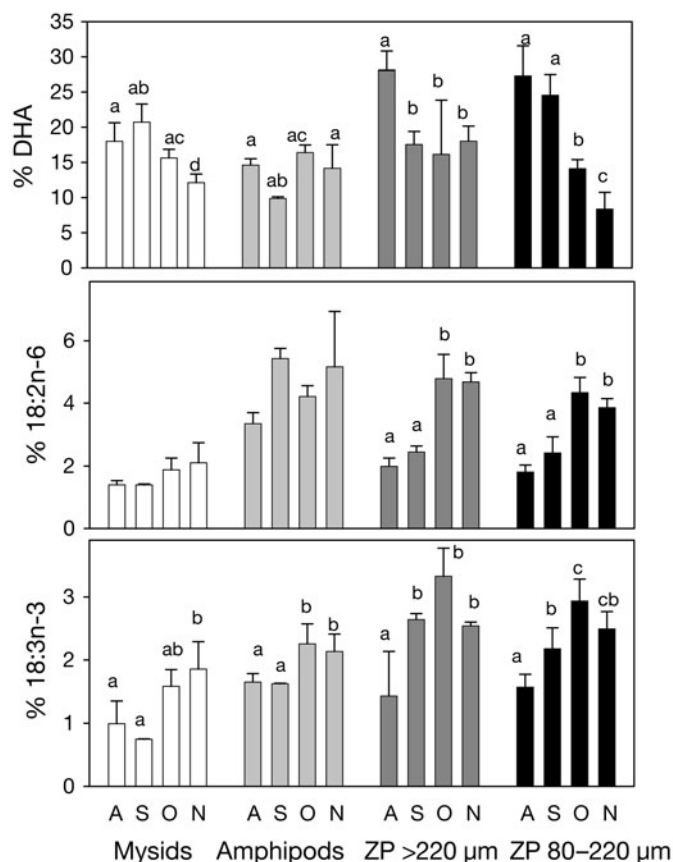 % DHA
35
30
25
20
15
10
5
0
a ab ac d
a ab ac a
a b b b
a a b c
% 18:2n-6
6
4
2
0
a a b b
a a b b
% 18:3n-3
3
2
1
0
a a ab b
a a b b
a b b b
a b c cb
A S O N A S O N A S O N A S O N
Mysids Amphipods ZP >220 µm ZP 80–220 µm